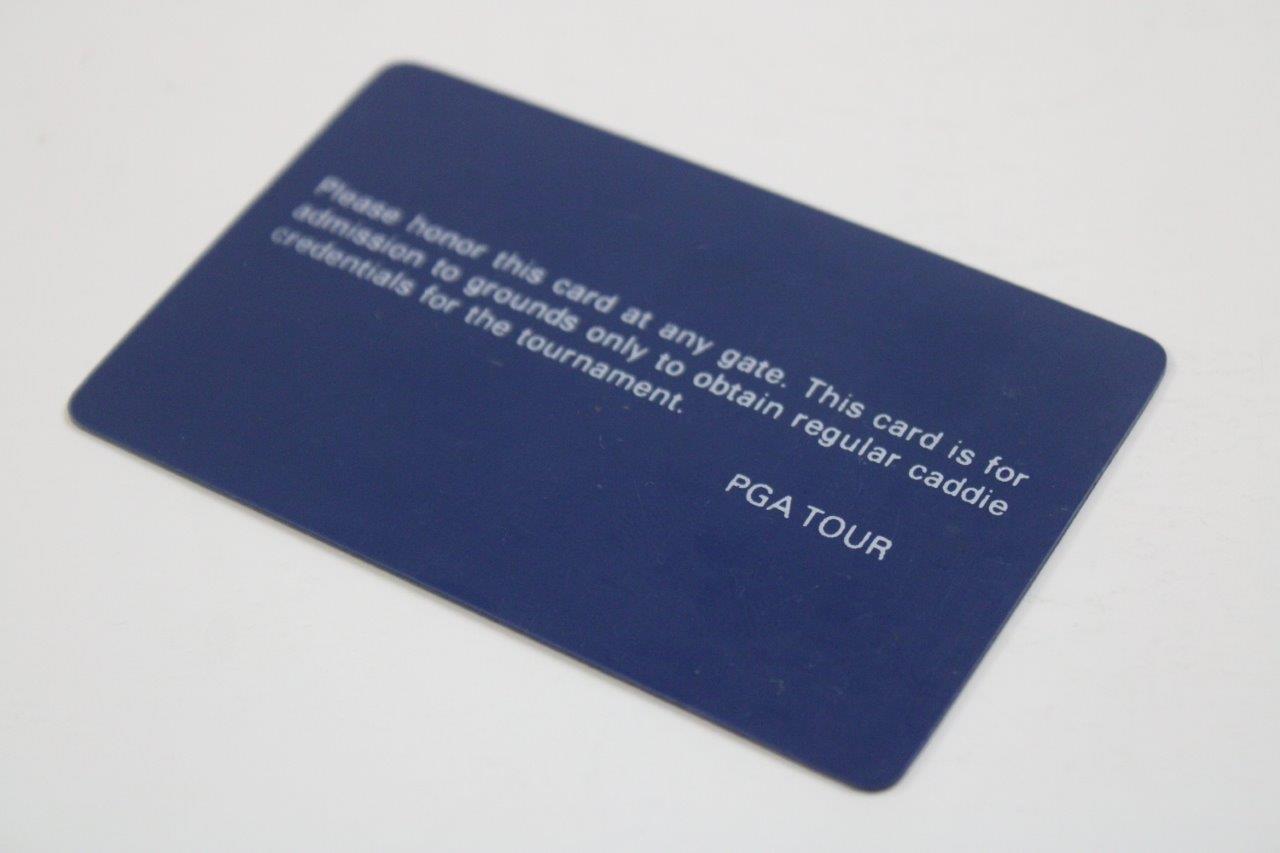 Please honor this card at any gate. This card is for
admission to grounds only to obtain regular caddie
credentials for the tournament.
PGA TOUR